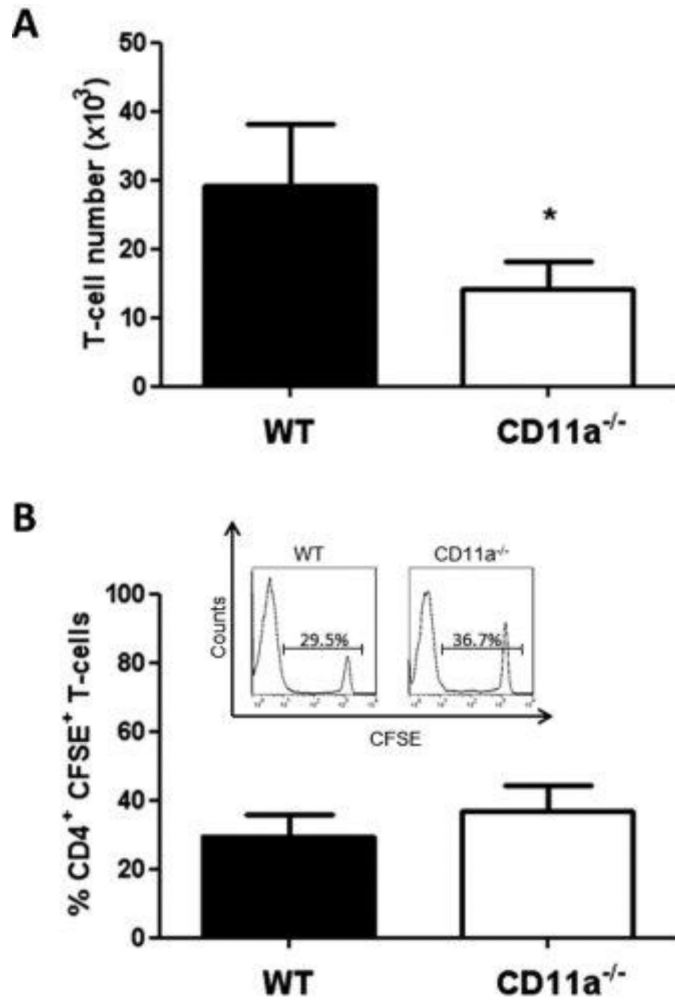 A
50
40
30
20
10
0
T-cell number (x10³)
*
WT
CD11a⁻/⁻
B
100
80
60
40
20
0
% CD4⁺ CFSE⁺ T-cells
WT
CD11a⁻/⁻
Counts
29.5%
36.7%
CFSE
WT
CD11a⁻/⁻